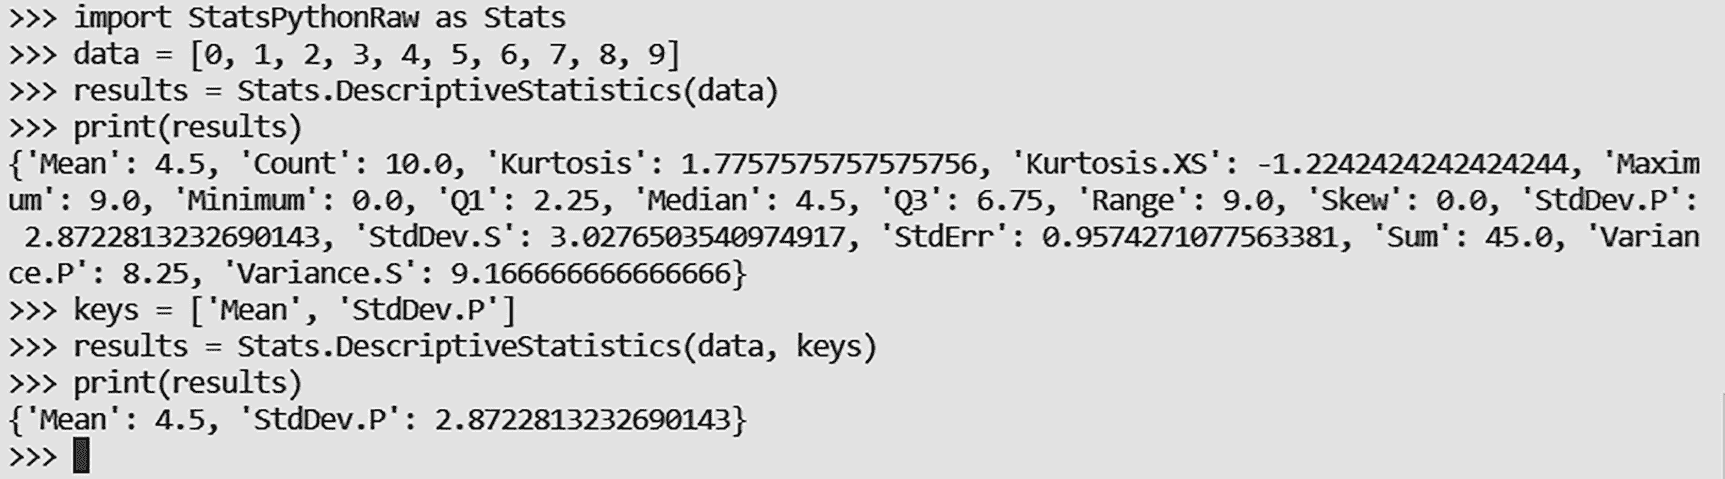 >>> import StatsPythonRaw as Stats
>>> data = [0, 1, 2, 3, 4, 5, 6, 7, 8, 9]
>>> results = Stats.DescriptiveStatistics(data)
>>> print(results)
{'Mean': 4.5, 'Count': 10.0, 'Kurtosis': 1.7757575757575756, 'Kurtosis.XS': -1.2242424242424244, 'Maxim
um': 9.0, 'Minimum': 0.0, 'Q1': 2.25, 'Median': 4.5, 'Q3': 6.75, 'Range': 9.0, 'Skew': 0.0, 'StdDev.P':
 2.8722813232690143, 'StdDev.S': 3.0276503540974917, 'StdErr': 0.9574271077563381, 'Sum': 45.0, 'Varian
ce.P': 8.25, 'Variance.S': 9.166666666666666}
>>> keys = ['Mean', 'StdDev.P']
>>> results = Stats.DescriptiveStatistics(data, keys)
>>> print(results)
{'Mean': 4.5, 'StdDev.P': 2.8722813232690143}
>>>